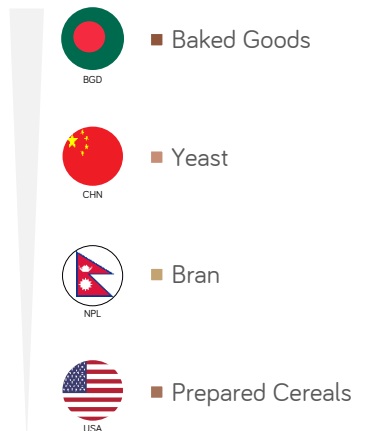 Baked Goods
BGD
Yeast
CHN
Bran
NPL
Prepared Cereals
USA